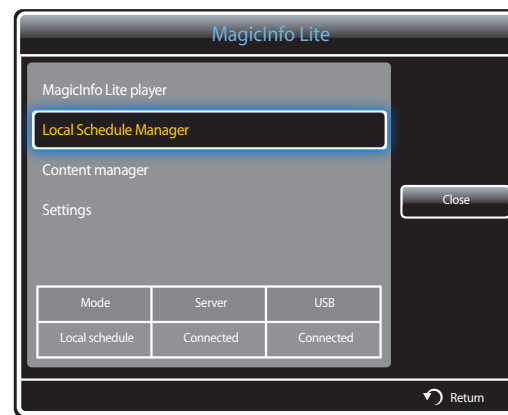 MagicInfo Lite
MagicInfo Lite player
Local Schedule Manager
Content manager
Settings
Close
Mode Server USB
Local schedule Connected Connected
Return